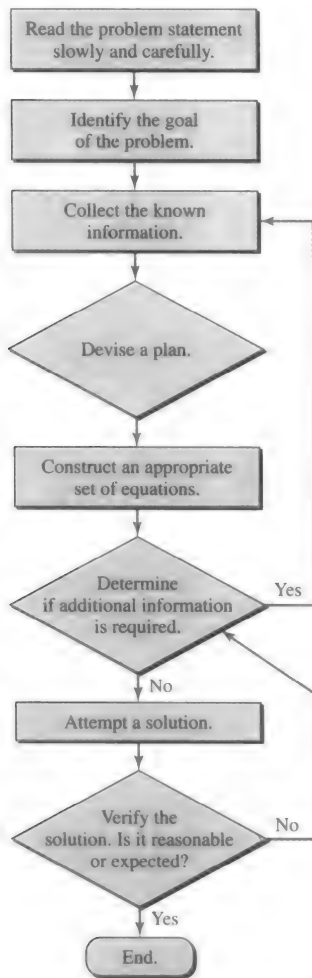 Read the problem statement
slowly and carefully.
Identify the goal
of the problem.
Collect the known
information.
Devise a plan.
Construct an appropriate
set of equations.
Determine
if additional information
is required.
Yes
No
Attempt a solution.
Verify the
solution. Is it reasonable
or expected?
No
Yes
End.